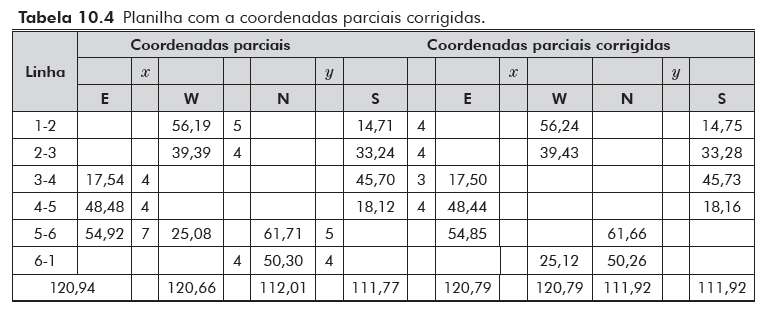 Tabela 10.4 Planilha com a coordenadas parciais corrigidas.
Linha Coordenadas parciais Coordenadas parciais corrigidas
x y x y
E W N S E W N S
1-2 56,19 5 14,71 4 56,24 14,75
2-3 39,39 4 33,24 4 39,43 33,28
3-4 17,54 4 45,70 3 17,50 45,73
4-5 48,48 4 18,12 4 48,44 18,16
5-6 54,92 7 25,08 61,71 5 54,85 61,66
6-1 4 50,30 4 25,12 50,26
120,94 120,66 112,01 111,77 120,79 120,79 111,92 111,92